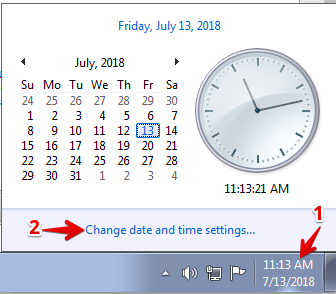 Friday, July 13, 2018
July, 2018
Su Mo Tu We Th Fr Sa
24 25 26 27 28 29 30
1 2 3 4 5 6 7
8 9 10 11 12 13 14
15 16 17 18 19 20 21
22 23 24 25 26 27 28
29 30 31 1 2 3 4
11:13:21 AM
2 Change date and time settings...
1
11:13 AM
7/13/2018